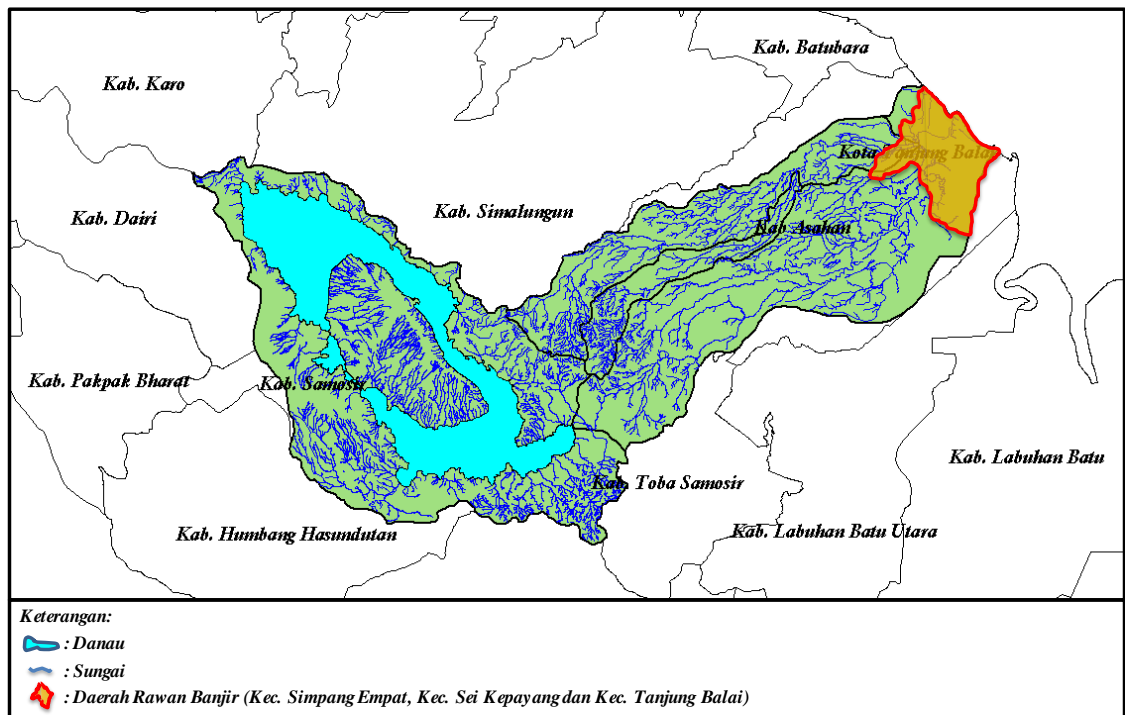 Kab. Batubara
Kab. Karo
Kota Tanjung Balai
Kab. Dairi
Kab. Simalungun
Kab Asahan
Kab. Pakpak Bharat
Kab. Samosir
Kab. Labuhan Batu
Kab. Toba Samosir
Kab. Humbang Hasundutan
Kab. Labuhan Batu Utara
Keterangan:
: Danau
: Sungai
: Daerah Rawan Banjir (Kec. Simpang Empat, Kec. Sei Kepayang dan Kec. Tanjung Balai)